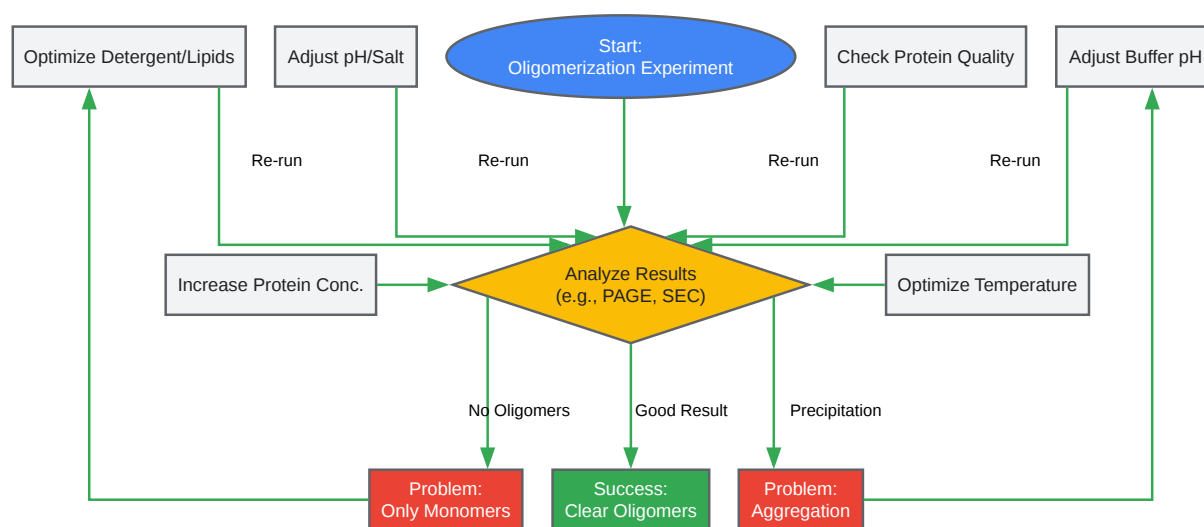 Optimize Detergent/Lipids
Adjust pH/Salt
Start:
Oligomerization Experiment
Check Protein Quality
Adjust Buffer pH
Re-run
Re-run
Re-run
Re-run
Increase Protein Conc.
Analyze Results
(e.g., PAGE, SEC)
Optimize Temperature
No Oligomers
Good Result
Precipitation
Problem:
Only Monomers
Success:
Clear Oligomers
Problem:
Aggregation